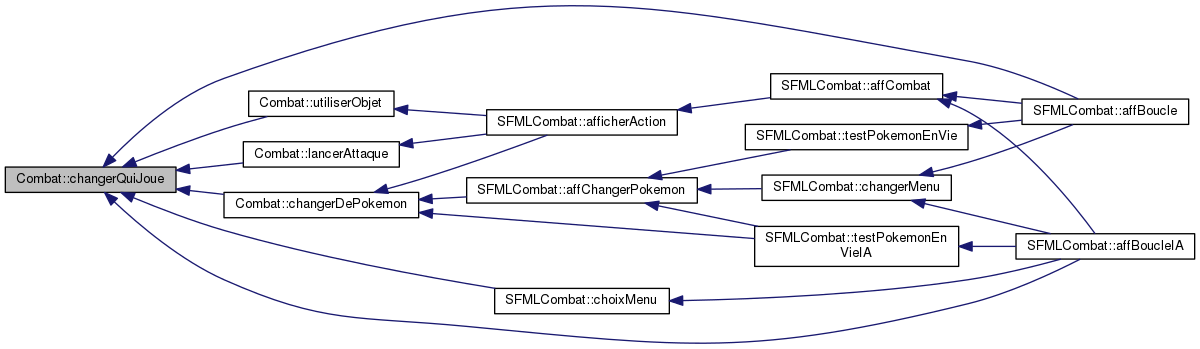 Combat::changerQuiJoue
Combat::utiliserObjet
Combat::lancerAttaque
Combat::changerDePokemon
SFMLCombat::afficherAction
SFMLCombat::affChangerPokemon
SFMLCombat::choixMenu
SFMLCombat::affCombat
SFMLCombat::testPokemonEnVie
SFMLCombat::changerMenu
SFMLCombat::testPokemonEn
VieIA
SFMLCombat::affBoucle
SFMLCombat::affBoucleIA